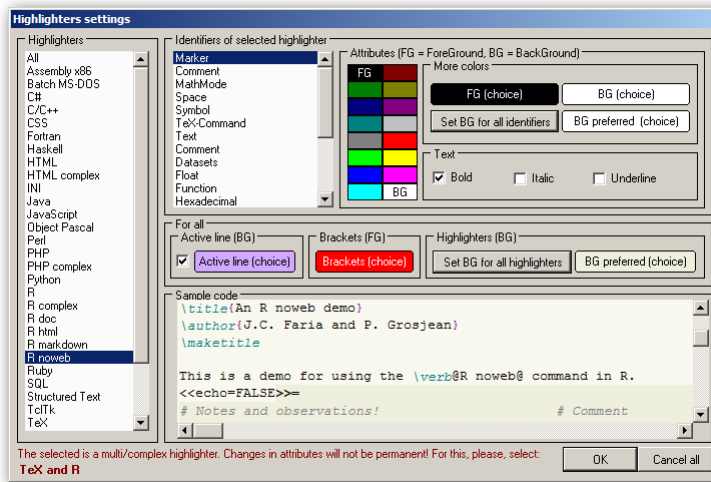 Highlighters settings
Highlighters
All
Assembly x86
Batch MS-DOS
C#
C/C++
CSS
Fortran
Haskell
HTML
HTML complex
INI
Java
JavaScript
Object Pascal
Perl
PHP
PHP complex
Python
R
R complex
R doc
R html
R markdown
R noweb
Ruby
SQL
Structured Text
TclTk
TeX
Identifiers of selected highlighter
Marker
Comment
MathMode
Space
Symbol
TeX-Command
Text
Comment
Datasets
Float
Function
Hexadecimal
Attributes (FG = ForeGround, BG = BackGround)
FG
BG
More colors
FG (choice) BG (choice)
Set BG for all identifiers BG preferred (choice)
Text
Bold Italic Underline
For all
Active line (BG)
Active line (choice)
Brackets (FG)
Brackets (choice)
Highlighters (BG)
Set BG for all highlighters BG preferred (choice)
Sample code
\title{An R noweb demo}
\author{J.C. Faria and P. Grosjean}
\maketitle
This is a demo for using the \verb@R noweb@ command in R.
<<echo=FALSE>>=
# Notes and observations! # Comment
The selected is a multi/complex highlighter. Changes in attributes will not be permanent! For this, please, select:
TeX and R
OK Cancel all